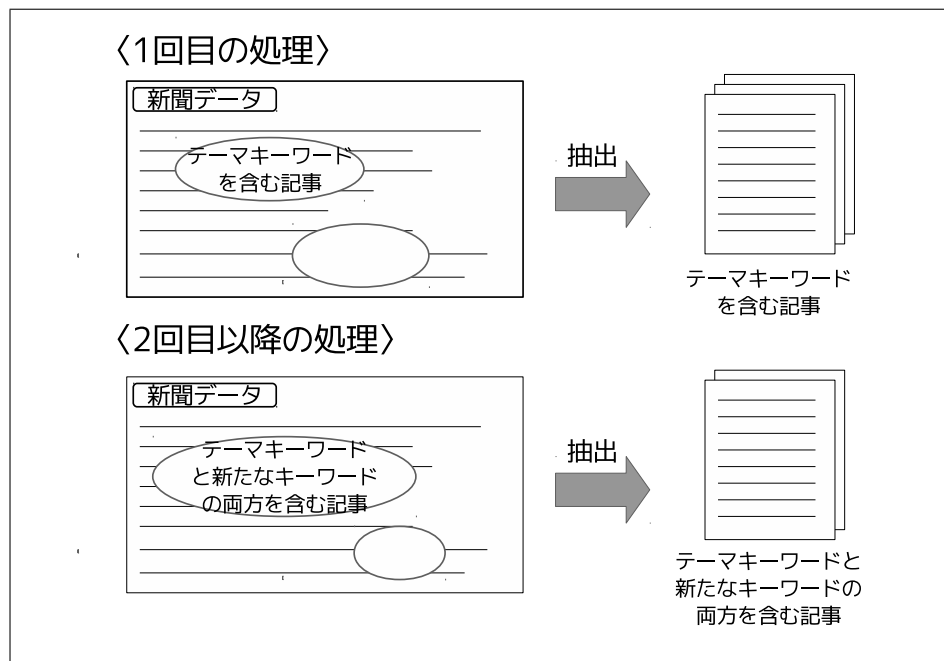 〈1回目の処理〉
新聞データ
テーマキーワード
を含む記事
抽出
テーマキーワード
を含む記事
〈2回目以降の処理〉
新聞データ
テーマキーワード
と新たなキーワード
の両方を含む記事
抽出
テーマキーワードと
新たなキーワードの
両方を含む記事